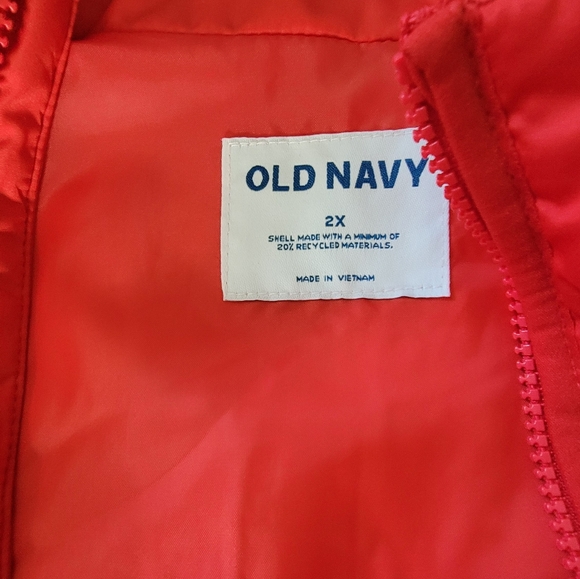 OLD NAVY
2X
SHELL MADE WITH A MINIMUM OF
20% RECYCLED MATERIALS.
MADE IN VIETNAM